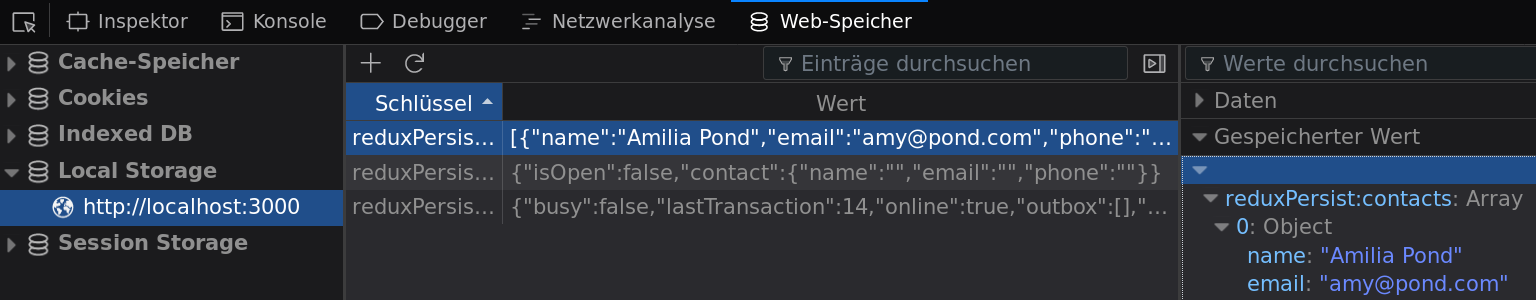 Inspektor Konsole Debugger Netzwerkanalyse Web-Speicher
Cache-Speicher
Cookies
Indexed DB
Local Storage
http://localhost:3000
Session Storage
Einträge durchsuchen
Schlüssel Wert
reduxPersis... [{"name":"Amilia Pond","email":"amy@pond.com","phone":"...
reduxPersis... {"isOpen":false,"contact":{"name":"","email":"","phone":""}}
reduxPersis... {"busy":false,"lastTransaction":14,"online":true,"outbox":[],"...
Werte durchsuchen
Daten
Gespeicherter Wert
reduxPersist:contacts: Array
0: Object
name: "Amilia Pond"
email: "amy@pond.com"